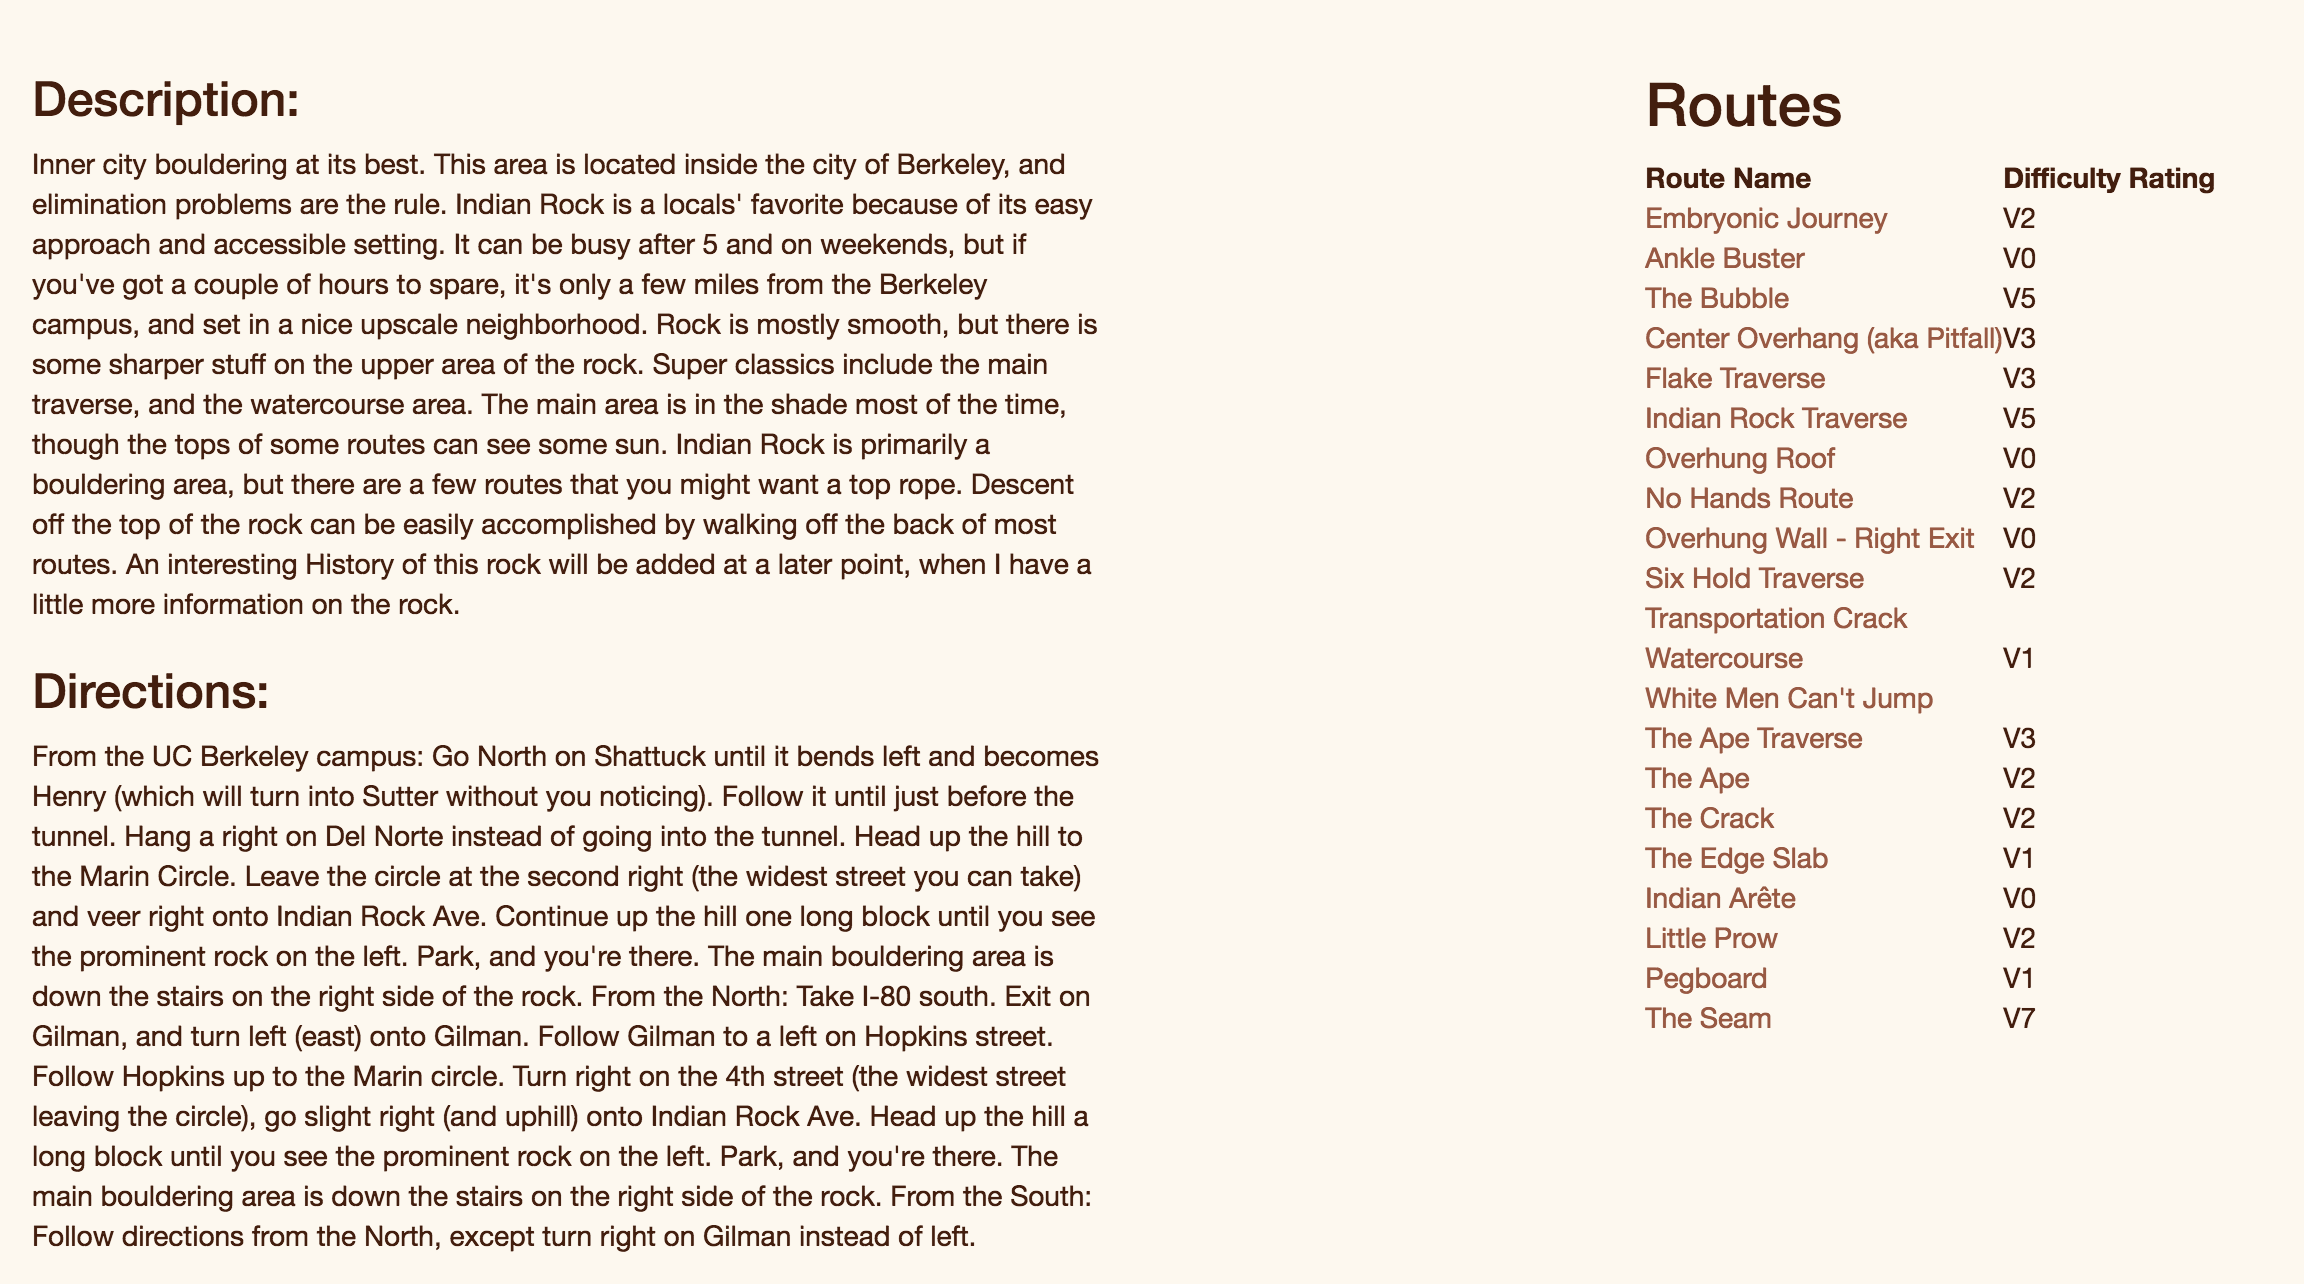 Description:
Inner city bouldering at its best. This area is located inside the city of Berkeley, and
elimination problems are the rule. Indian Rock is a locals' favorite because of its easy
approach and accessible setting. It can be busy after 5 and on weekends, but if
you've got a couple of hours to spare, it's only a few miles from the Berkeley
campus, and set in a nice upscale neighborhood. Rock is mostly smooth, but there is
some sharper stuff on the upper area of the rock. Super classics include the main
traverse, and the watercourse area. The main area is in the shade most of the time,
though the tops of some routes can see some sun. Indian Rock is primarily a
bouldering area, but there are a few routes that you might want a top rope. Descent
off the top of the rock can be easily accomplished by walking off the back of most
routes. An interesting History of this rock will be added at a later point, when I have a
little more information on the rock.
Directions:
From the UC Berkeley campus: Go North on Shattuck until it bends left and becomes
Henry (which will turn into Sutter without you noticing). Follow it until just before the
tunnel. Hang a right on Del Norte instead of going into the tunnel. Head up the hill to
the Marin Circle. Leave the circle at the second right (the widest street you can take)
and veer right onto Indian Rock Ave. Continue up the hill one long block until you see
the prominent rock on the left. Park, and you're there. The main bouldering area is
down the stairs on the right side of the rock. From the North: Take I-80 south. Exit on
Gilman, and turn left (east) onto Gilman. Follow Gilman to a left on Hopkins street.
Follow Hopkins up to the Marin circle. Turn right on the 4th street (the widest street
leaving the circle), go slight right (and uphill) onto Indian Rock Ave. Head up the hill a
long block until you see the prominent rock on the left. Park, and you're there. The
main bouldering area is down the stairs on the right side of the rock. From the South:
Follow directions from the North, except turn right on Gilman instead of left.
Routes
Route Name Difficulty Rating
Embryonic Journey V2
Ankle Buster V0
The Bubble V5
Center Overhang (aka Pitfall) V3
Flake Traverse V3
Indian Rock Traverse V5
Overhung Roof V0
No Hands Route V2
Overhung Wall - Right Exit V0
Six Hold Traverse V2
Transportation Crack
Watercourse V1
White Men Can't Jump
The Ape Traverse V3
The Ape V2
The Crack V2
The Edge Slab V1
Indian Arête V0
Little Prow V2
Pegboard V1
The Seam V7